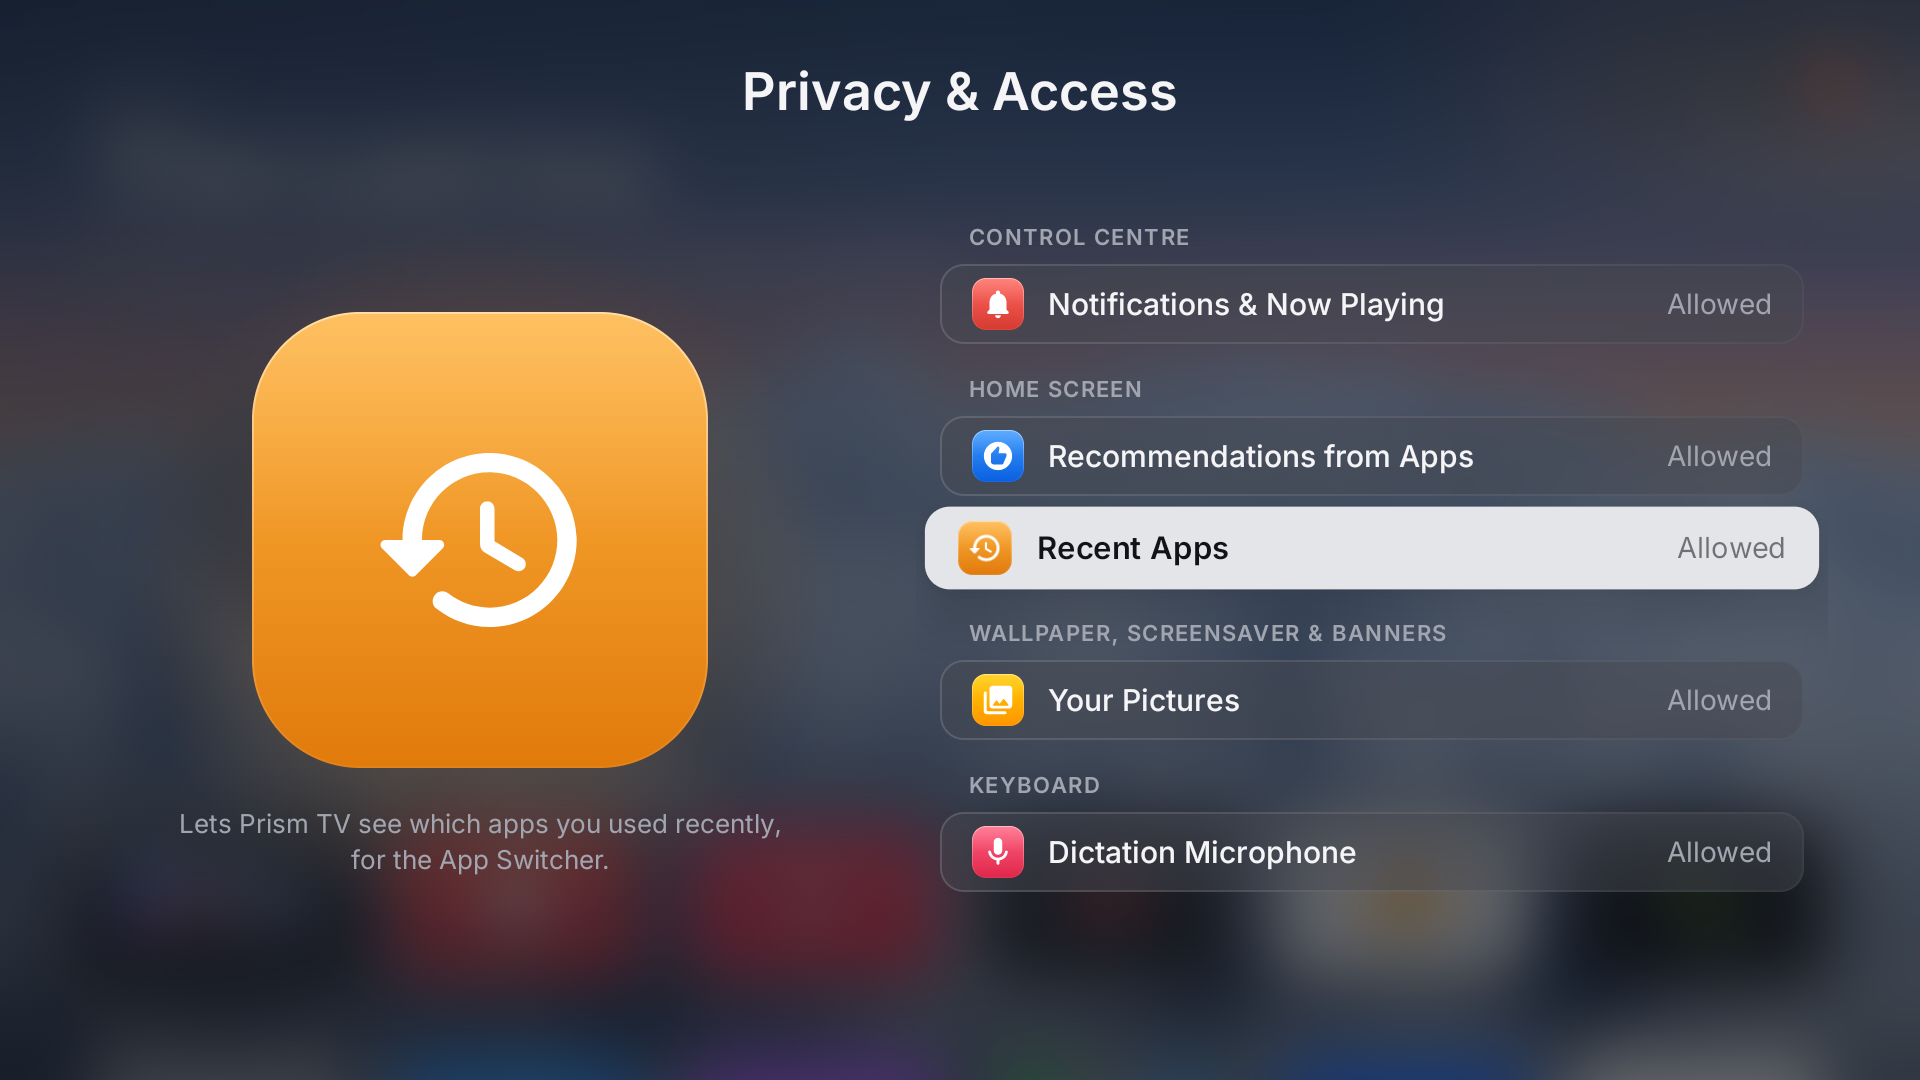 Privacy & Access
CONTROL CENTRE
Notifications & Now Playing Allowed
HOME SCREEN
Recommendations from Apps Allowed
Recent Apps Allowed
WALLPAPER, SCREENSAVER & BANNERS
Your Pictures Allowed
KEYBOARD
Dictation Microphone Allowed
Lets Prism TV see which apps you used recently,
for the App Switcher.